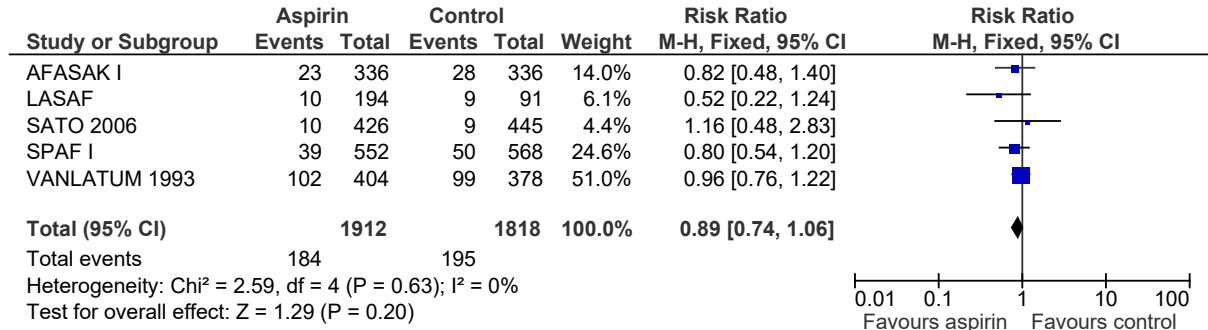 Aspirin Control Risk Ratio Risk Ratio
Study or Subgroup Events Total Events Total Weight M-H, Fixed, 95% CI M-H, Fixed, 95% CI
AFASAK I 23 336 28 336 14.0% 0.82 [0.48, 1.40]
LASAF 10 194 9 91 6.1% 0.52 [0.22, 1.24]
SATO 2006 10 426 9 445 4.4% 1.16 [0.48, 2.83]
SPAF I 39 552 50 568 24.6% 0.80 [0.54, 1.20]
VANLATUM 1993 102 404 99 378 51.0% 0.96 [0.76, 1.22]
Total (95% CI) 1912 1818 100.0% 0.89 [0.74, 1.06]
Total events 184 195
Heterogeneity: Chi² = 2.59, df = 4 (P = 0.63); I² = 0%
Test for overall effect: Z = 1.29 (P = 0.20)
0.01 0.1 1 10 100
Favours aspirin Favours control